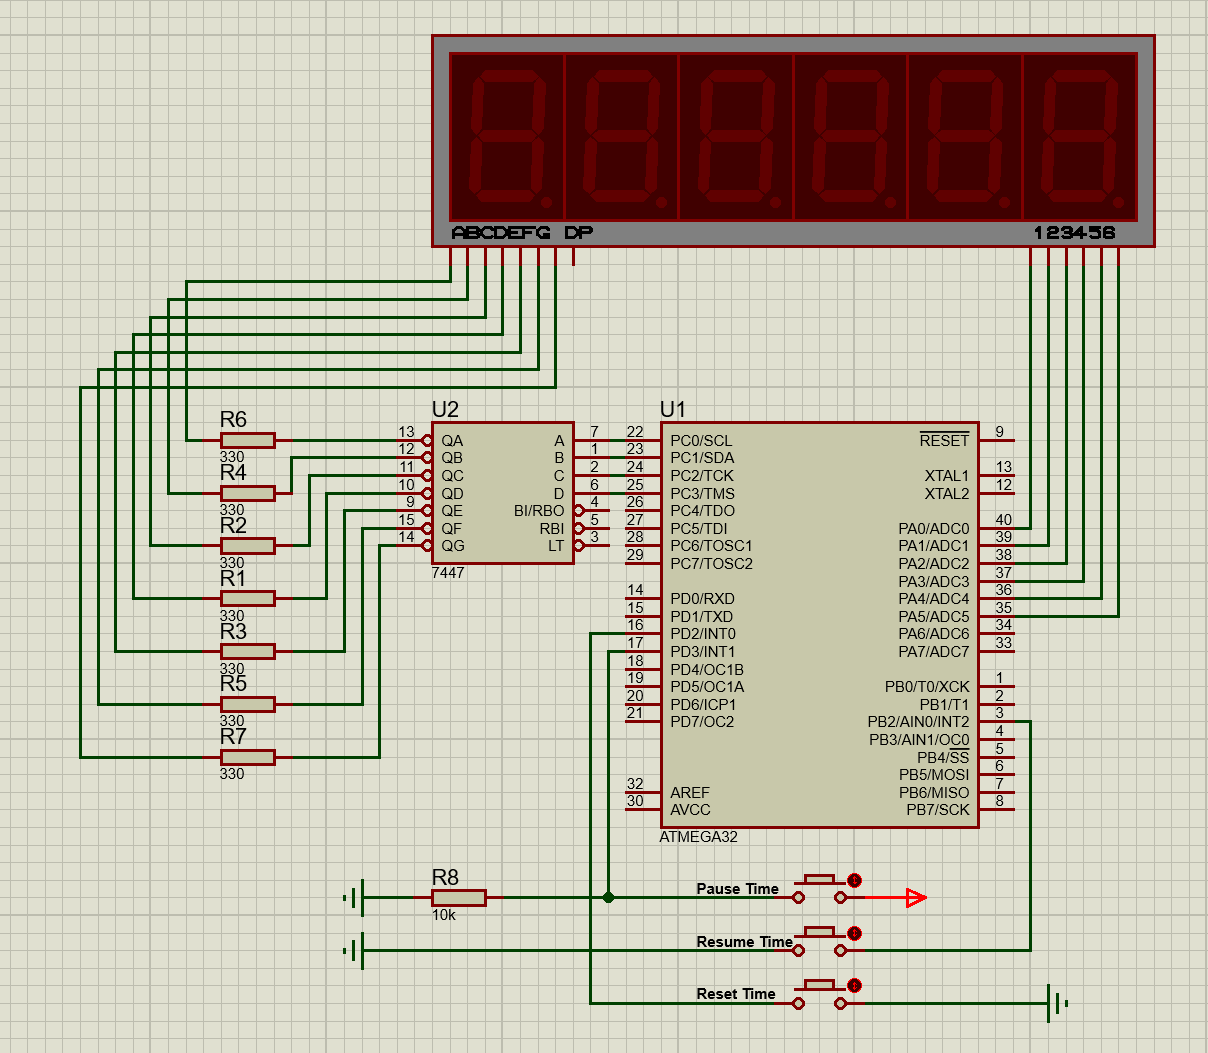 ABCDEFG DP
123456
U2
U1
R6
330
R4
330
R2
330
R1
330
R3
330
R5
330
R7
330
13 QA A 7
12 QB B 1
11 QC C 2
10 QD D 6
9 QE BI/RBO 4
15 QF RBI 5
14 QG LT 3
7447
22 PC0/SCL RESET 9
23 PC1/SDA
24 PC2/TCK XTAL1 13
25 PC3/TMS XTAL2 12
26 PC4/TDO
27 PC5/TDI PA0/ADC0 40
28 PC6/TOSC1 PA1/ADC1 39
29 PC7/TOSC2 PA2/ADC2 38
PA3/ADC3 37
14 PD0/RXD PA4/ADC4 36
15 PD1/TXD PA5/ADC5 35
16 PD2/INT0 PA6/ADC6 34
17 PD3/INT1 PA7/ADC7 33
18 PD4/OC1B
19 PD5/OC1A PB0/T0/XCK 1
20 PD6/ICP1 PB1/T1 2
21 PD7/OC2 PB2/AIN0/INT2 3
PB3/AIN1/OC0 4
PB4/SS 5
PB5/MOSI 6
32 AREF PB6/MISO 7
30 AVCC PB7/SCK 8
ATMEGA32
R8
10k
Pause Time
Resume Time
Reset Time